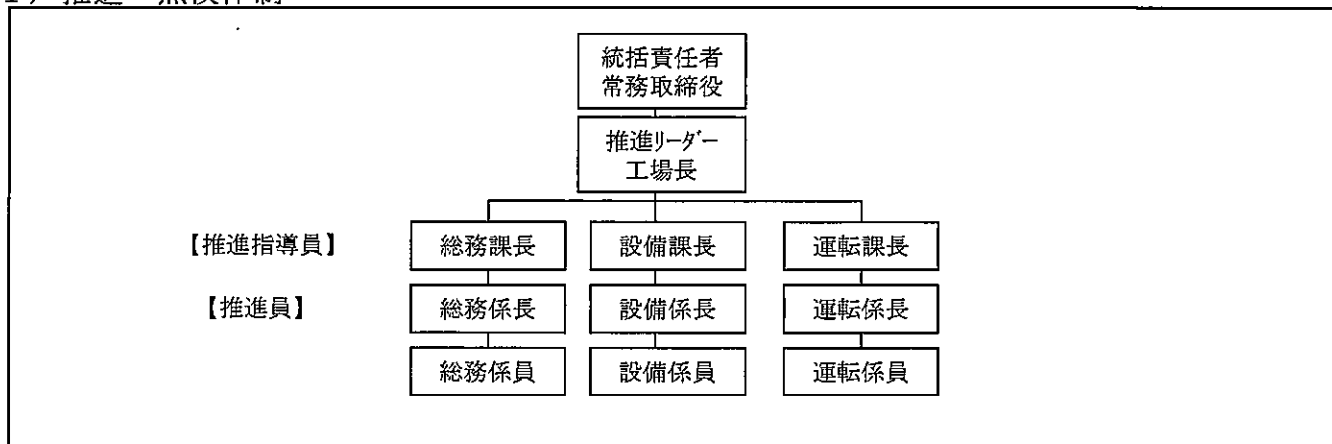 統括責任者
常務取締役
推進ﾘｰﾀﾞｰ
工場長
【推進指導員】 総務課長 設備課長 運転課長
【推進員】 総務係長 設備係長 運転係長
総務係員 設備係員 運転係員